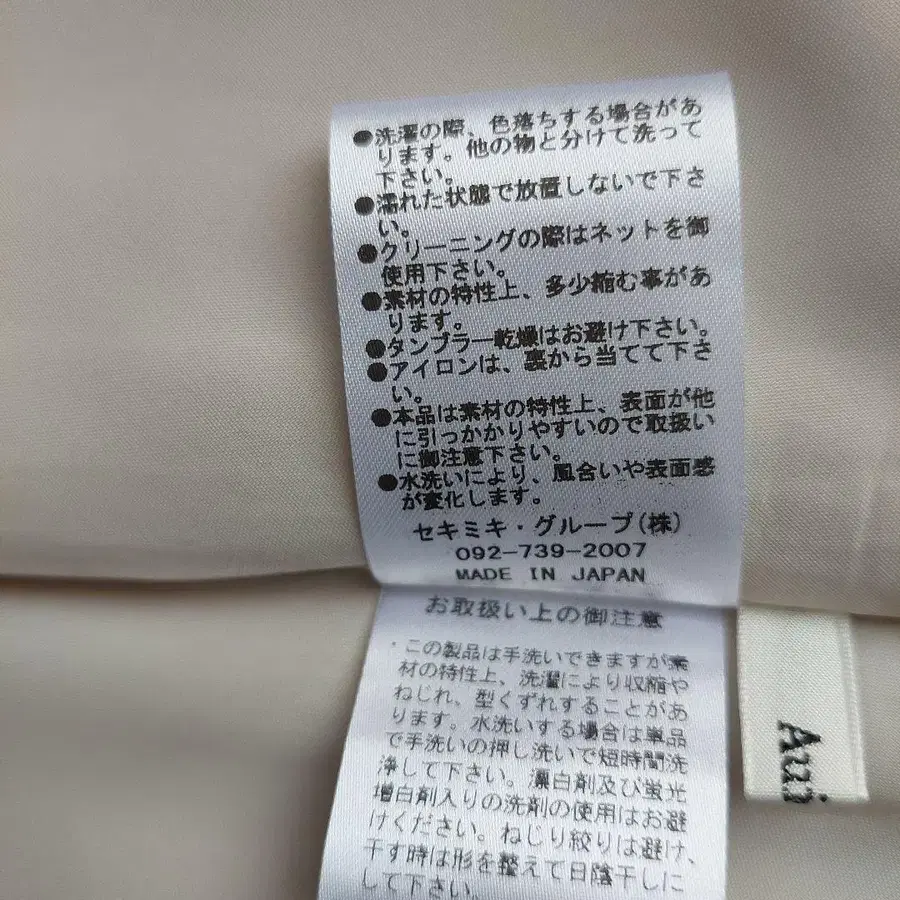 ●洗濯の際、色落ちする場合があ
ります。他の物と分けて洗って
下さい。
●濡れた状態で放置しないで下さ
い。
●クリーニングの際はネットを御
使用下さい。
●素材の特性上、多少縮む事があ
ります。
●タンブラー乾燥はお避け下さい。
●アイロンは、裏から当てて下さ
い。
●本品は素材の特性上、表面が他
に引っかかりやすいので取扱い
に御注意下さい。
●水洗いにより、風合いや表面感
が変化します。
セキミキ・グループ(株)
092-739-2007
MADE IN JAPAN
お取扱い上の御注意
・この製品は手洗いできますが素
材の特性上、洗濯により収縮や
ねじれ、型くずれすることがあ
ります。水洗いする場合は単品
で手洗いの押し洗いで短時間洗
浄して下さい。漂白剤及び蛍光
増白剤入りの洗剤の使用はお避
けください。ねじり絞りは避け、
干す時は形を整えて日陰干しに
して下さい。